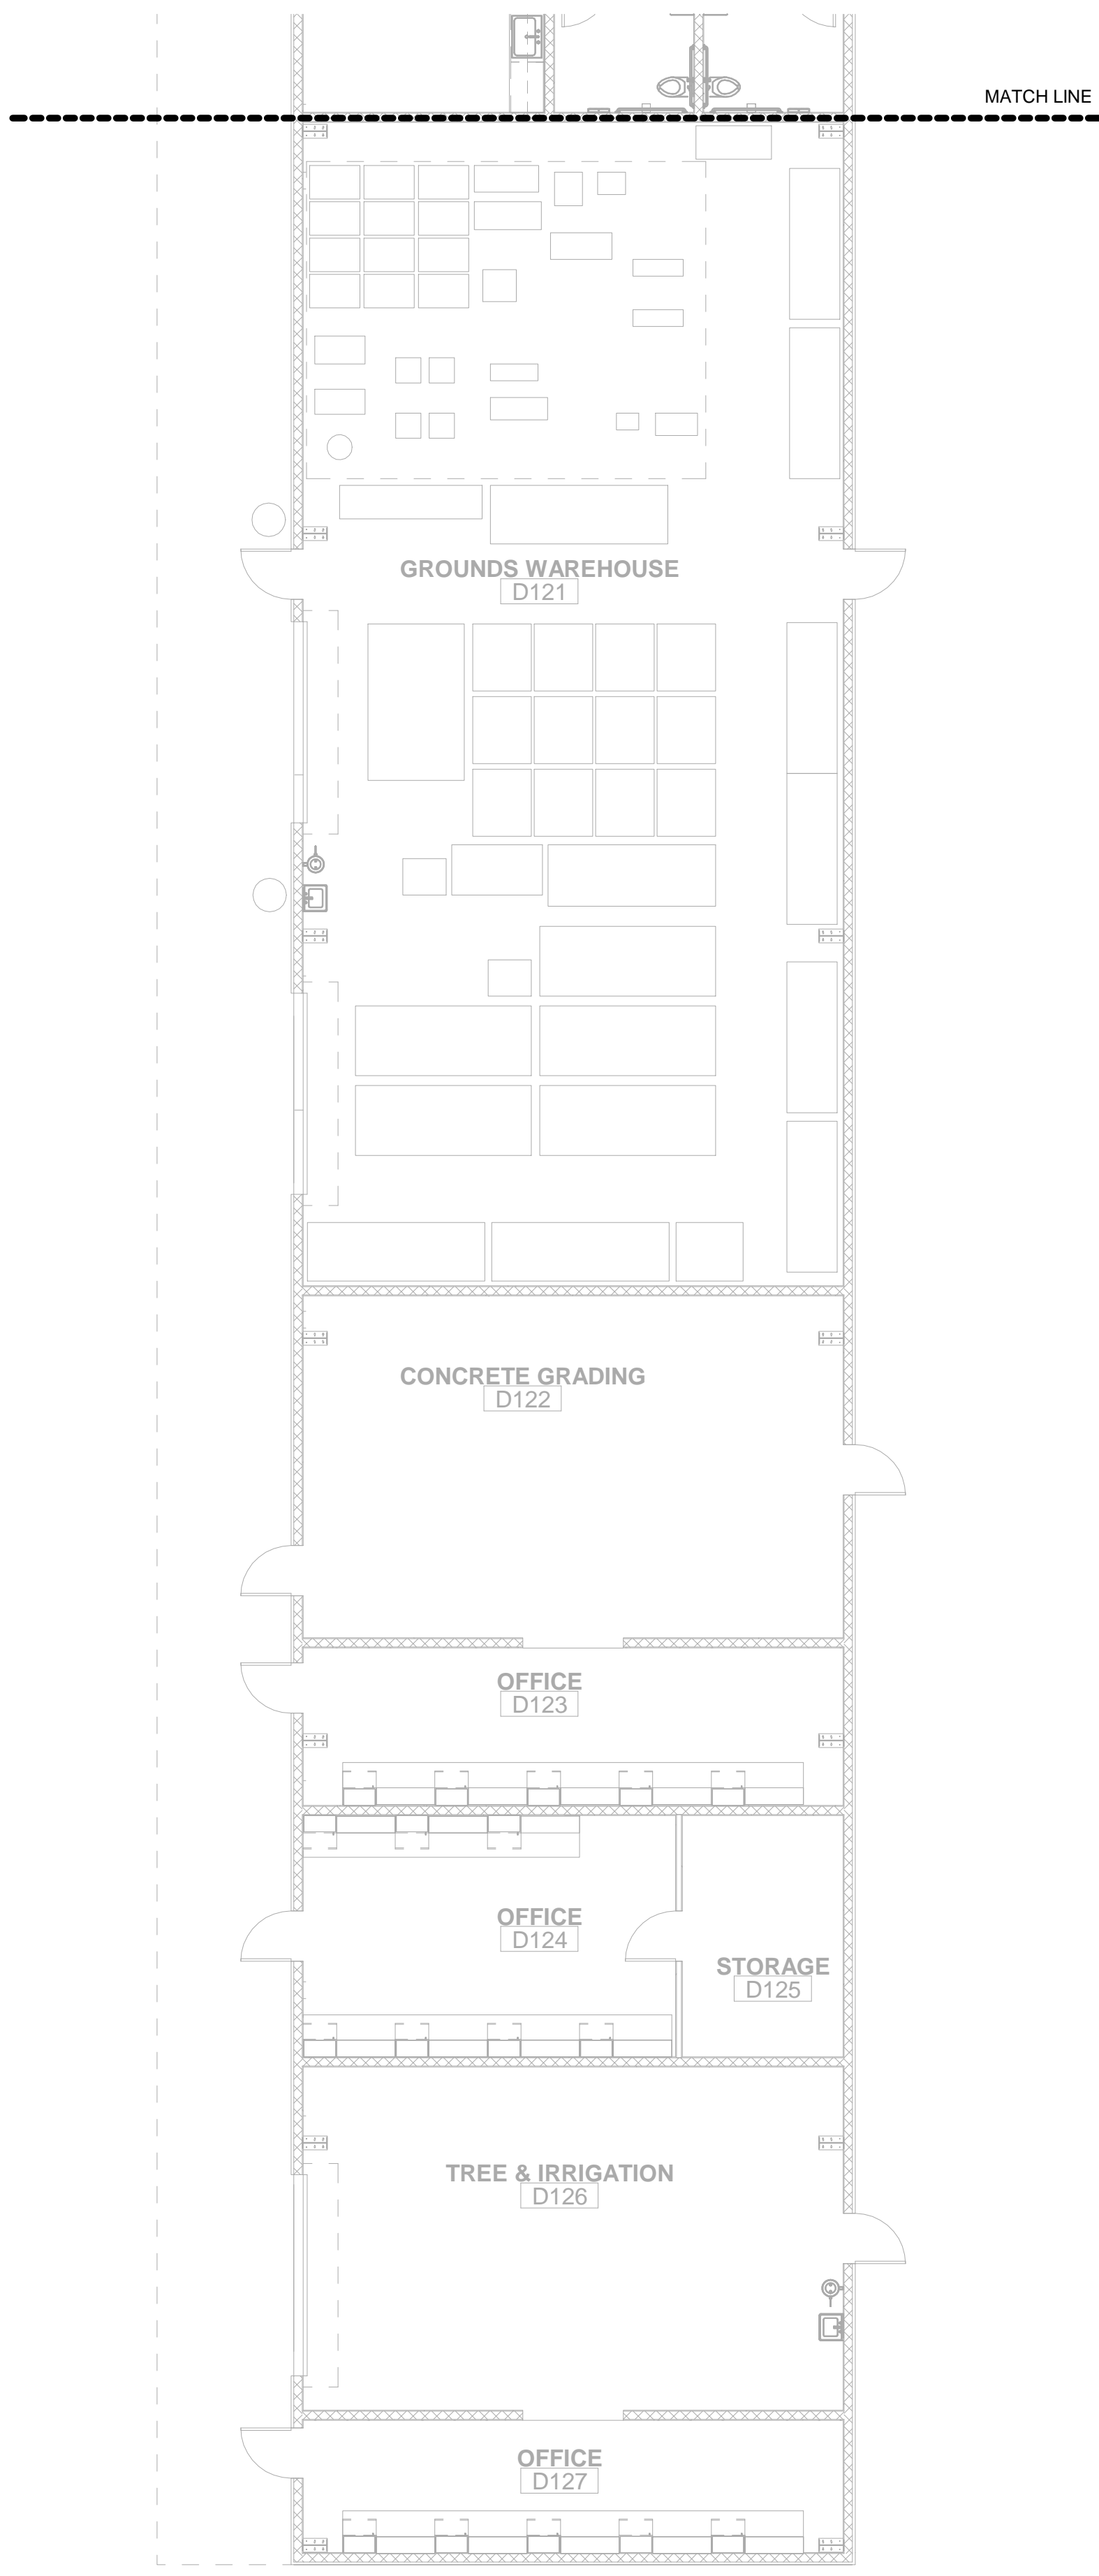 MATCH LINE
GROUNDS WAREHOUSE
D121
CONCRETE GRADING
D122
OFFICE
D123
OFFICE
D124
STORAGE
D125
TREE & IRRIGATION
D126
OFFICE
D127